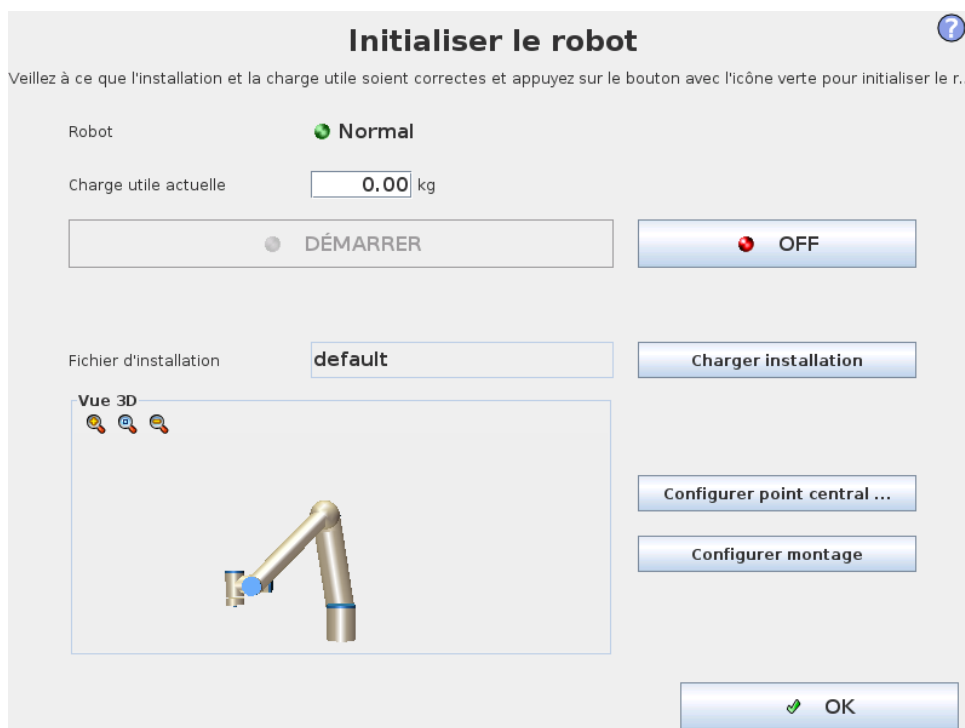 Initialiser le robot
?
Veillez à ce que l'installation et la charge utile soient correctes et appuyez sur le bouton avec l'icône verte pour initialiser le r..
Robot Normal
Charge utile actuelle 0.00 kg
DÉMARRER OFF
Fichier d'installation default Charger installation
Vue 3D
Configurer point central ...
Configurer montage
OK